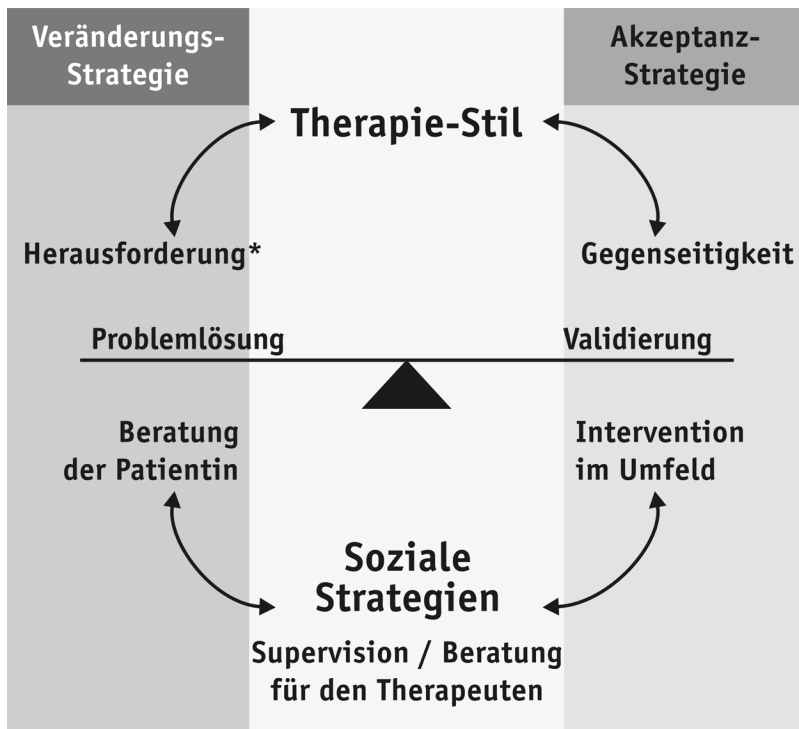 Veränderungs-
Strategie
Akzeptanz-
Strategie
Therapie-Stil
Herausforderung*
Gegenseitigkeit
Problemlösung
Validierung
Beratung
der Patientin
Intervention
im Umfeld
Soziale
Strategien
Supervision / Beratung
für den Therapeuten